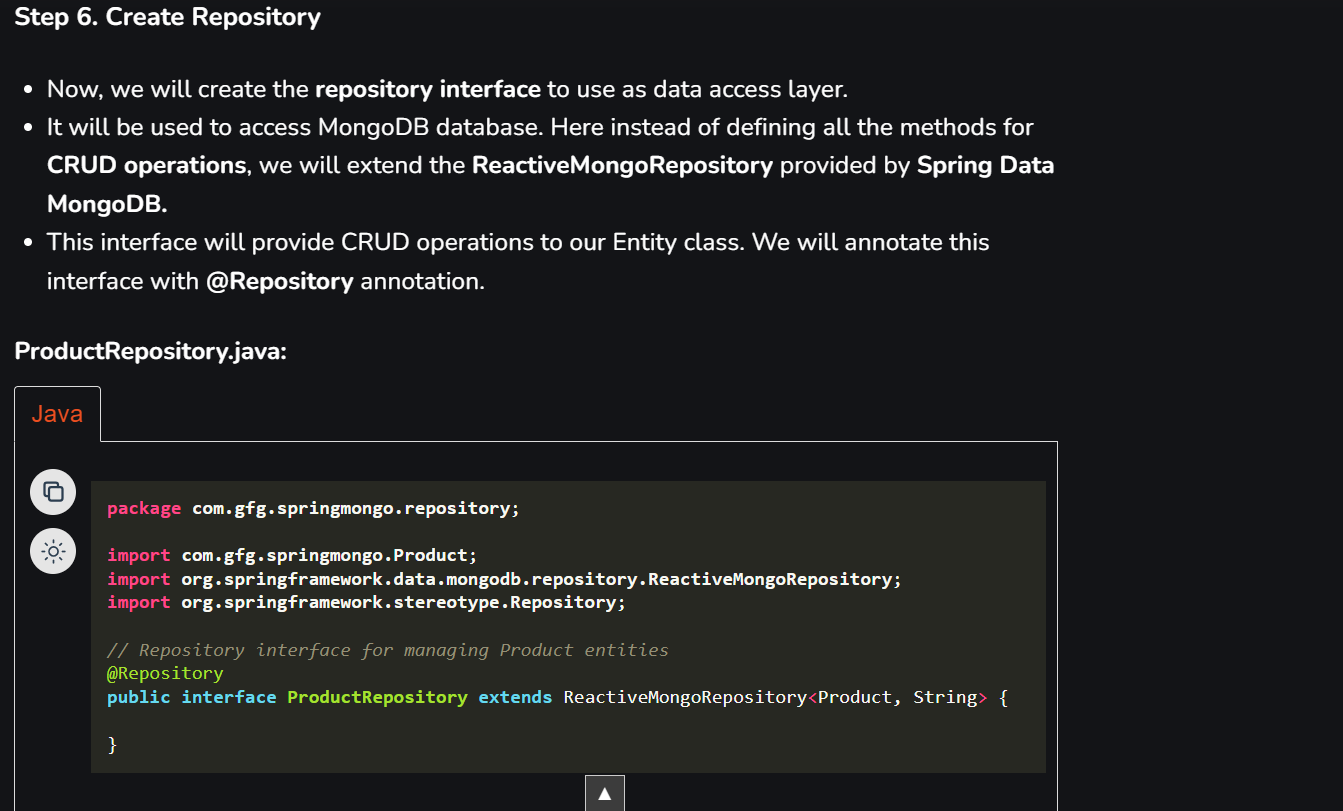 Step 6. Create Repository
• Now, we will create the repository interface to use as data access layer.
• It will be used to access MongoDB database. Here instead of defining all the methods for
CRUD operations, we will extend the ReactiveMongoRepository provided by Spring Data
MongoDB.
• This interface will provide CRUD operations to our Entity class. We will annotate this
interface with @Repository annotation.
ProductRepository.java:
Java
package com.gfg.springmongo.repository;
import com.gfg.springmongo.Product;
import org.springframework.data.mongodb.repository.ReactiveMongoRepository;
import org.springframework.stereotype.Repository;
// Repository interface for managing Product entities
@Repository
public interface ProductRepository extends ReactiveMongoRepository<Product, String> {
}